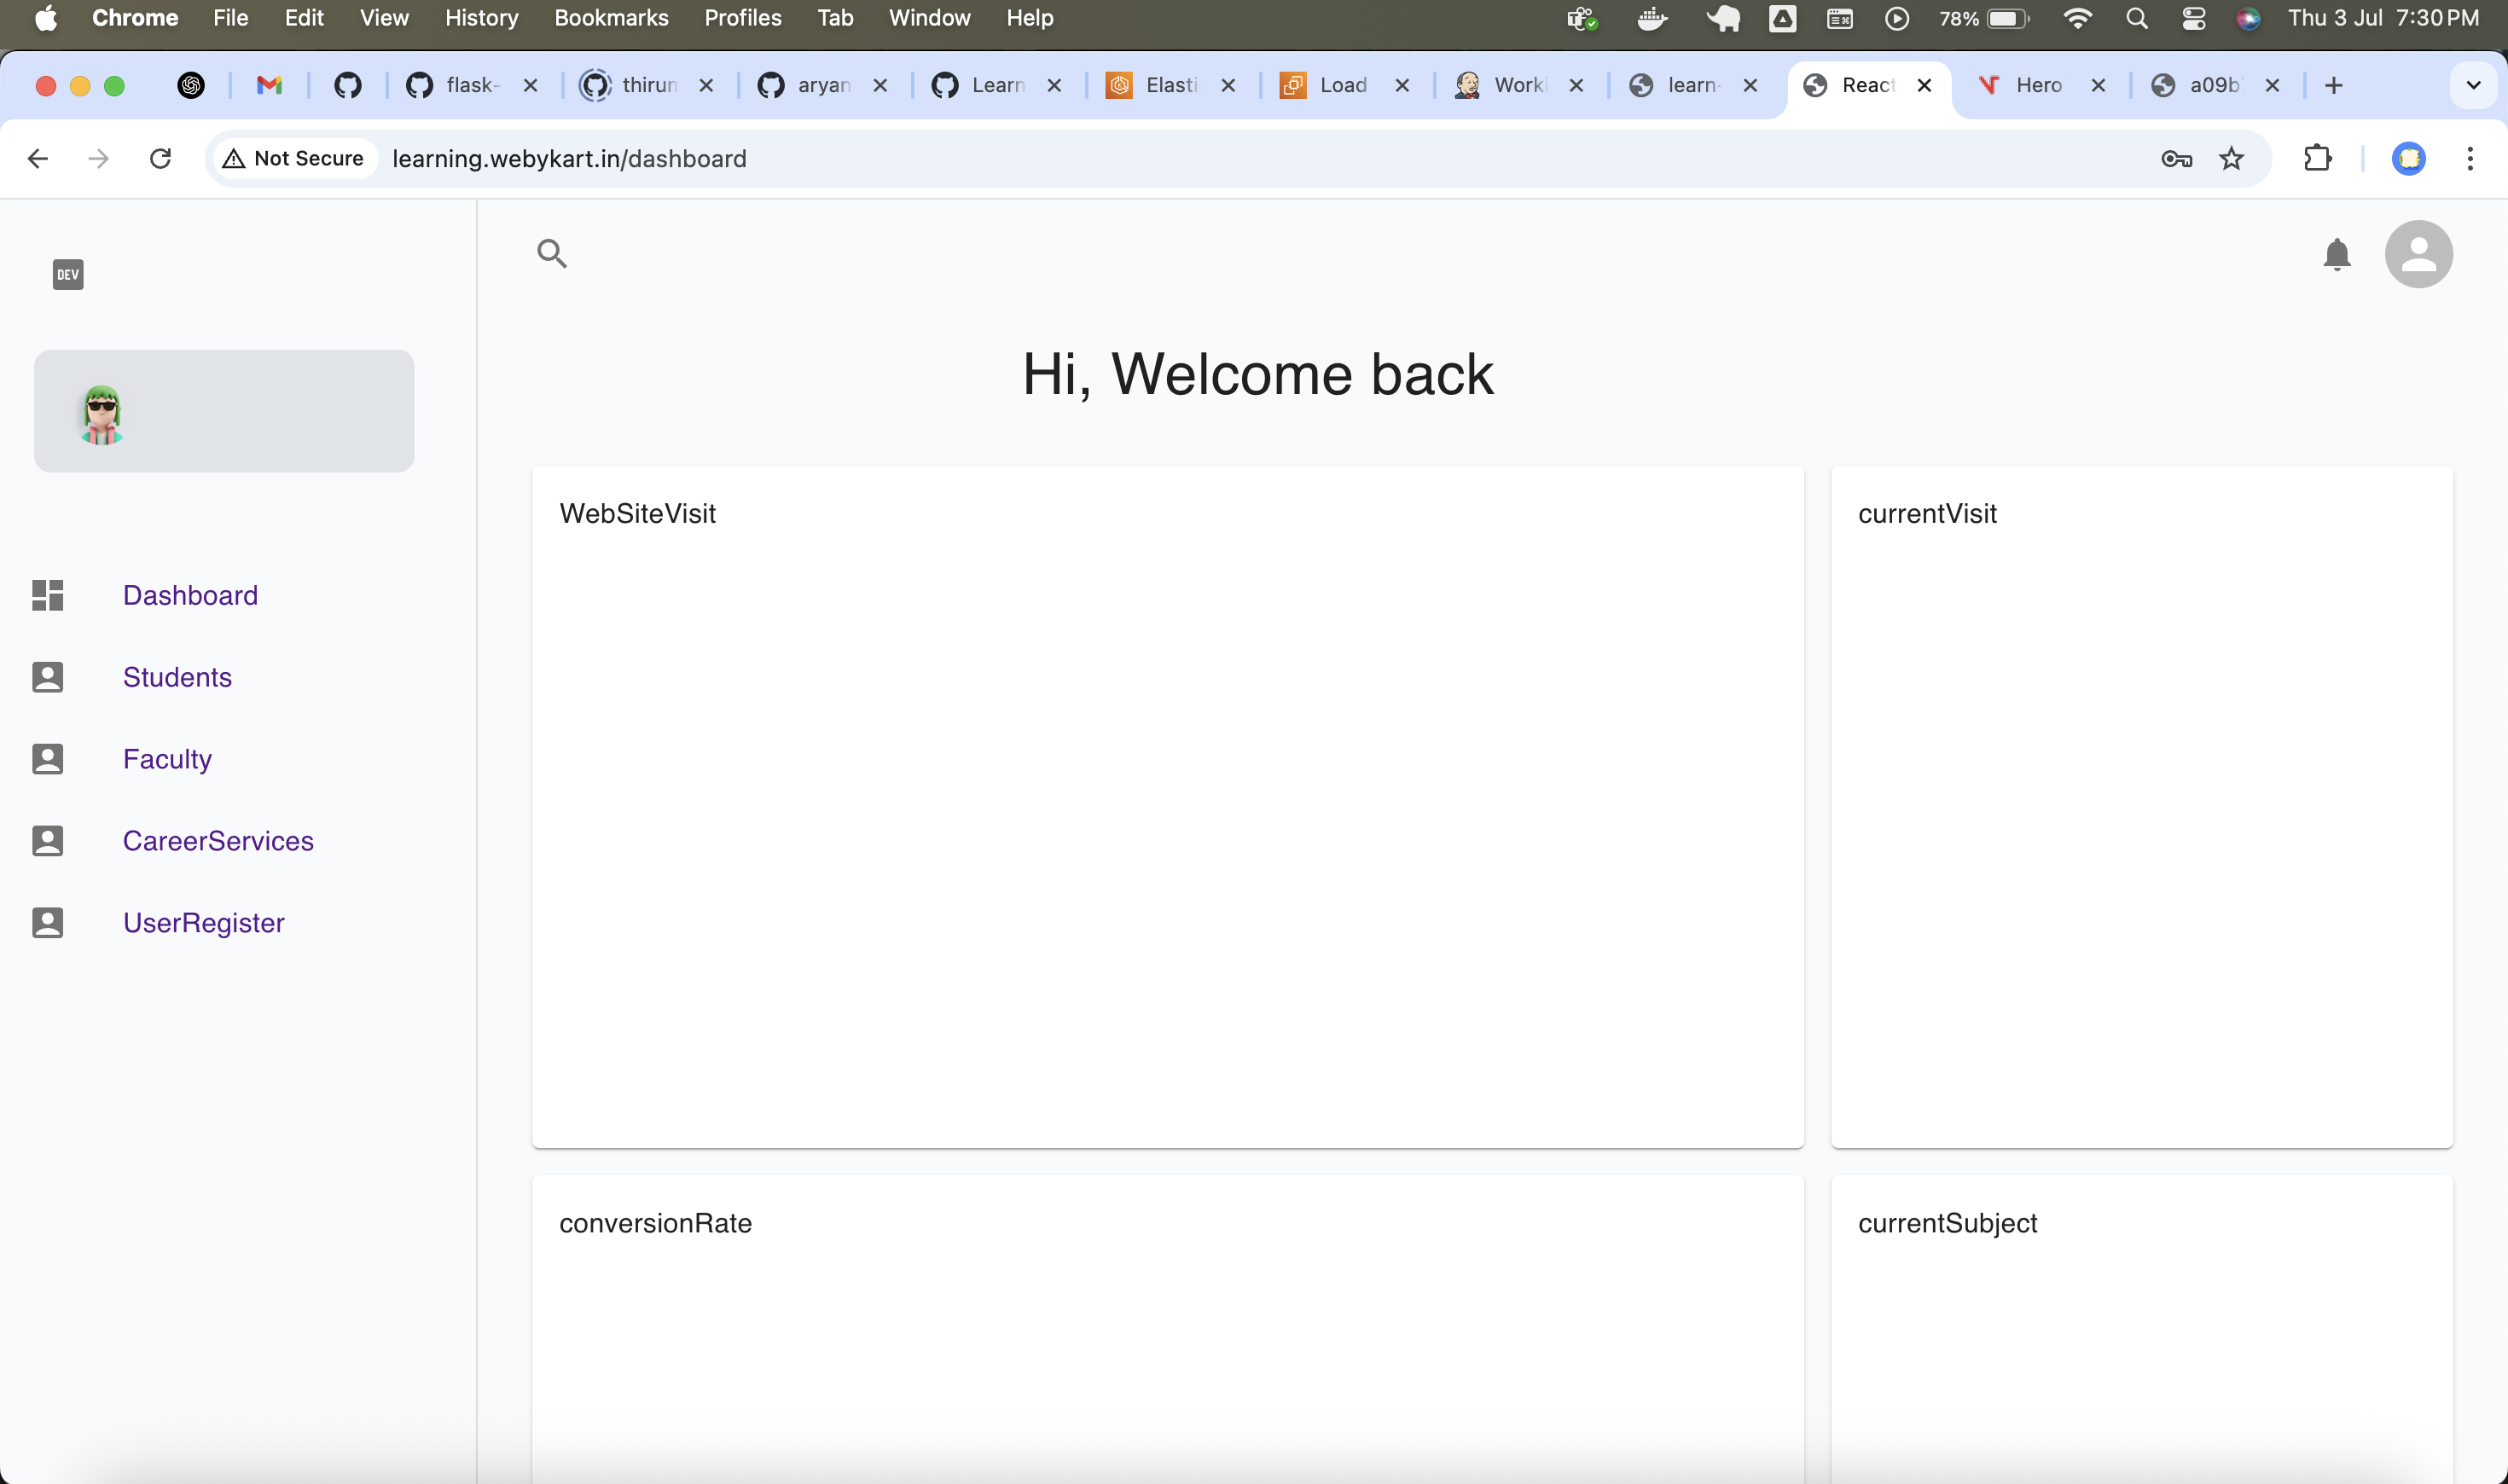 Chrome File Edit View History Bookmarks Profiles Tab Window Help 78% Thu 3 Jul 7:30 PM
flask- thirun aryan Learn Elasti Load Worki learn- React Hero a09b
Not Secure learning.webykart.in/dashboard
DEV
Hi, Welcome back
WebSiteVisit
currentVisit
Dashboard
Students
Faculty
CareerServices
UserRegister
conversionRate
currentSubject